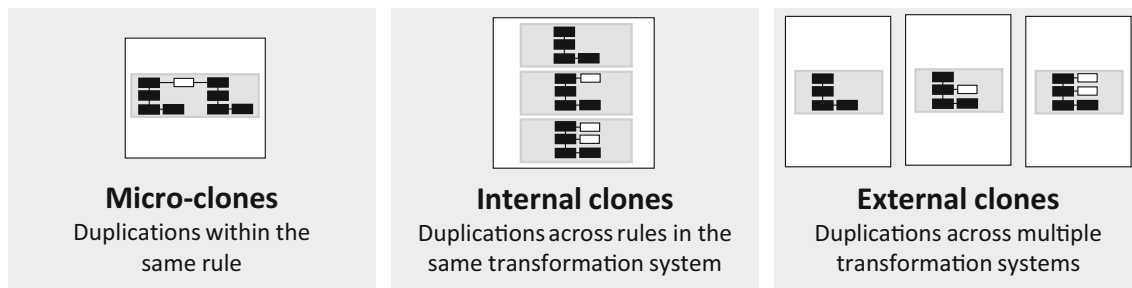 Micro-clones
Duplications within the
same rule
Internal clones
Duplications across rules in the
same transformation system
External clones
Duplications across multiple
transformation systems